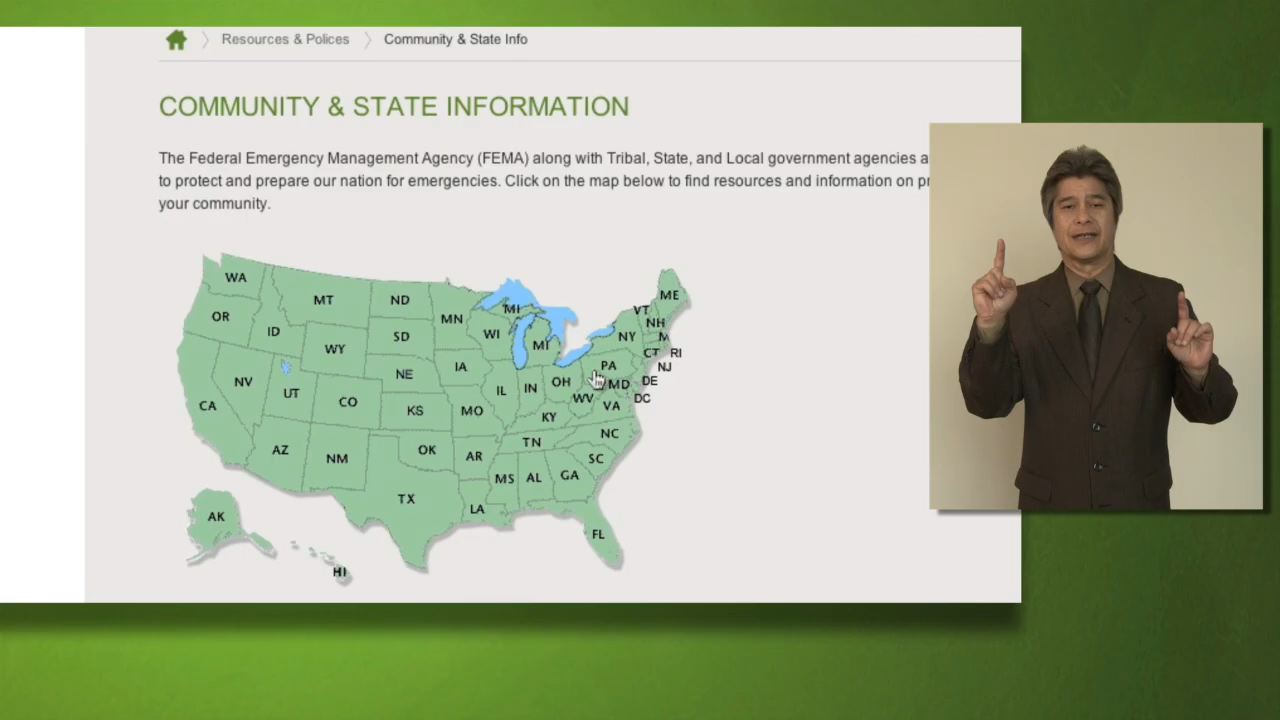 Resources & Polices
Community & State Info
COMMUNITY & STATE INFORMATION
The Federal Emergency Management Agency (FEMA) along with Tribal, State, and Local government agencies
to protect and prepare our nation for emergencies. Click on the map below to find resources and information on
your community.
WA
MT
ND
MN
MI
ME
VT
NH
OR
ID
SD
WI
MI
NY
M
WY
CT
RI
NV
UT
NE
IA
PA
NJ
IL
IN
OH
MD
DE
CA
CO
KS
MO
WV
VA
DC
KY
AZ
NM
OK
AR
TN
NC
SC
TX
MS
AL
GA
LA
AK
FL
HI